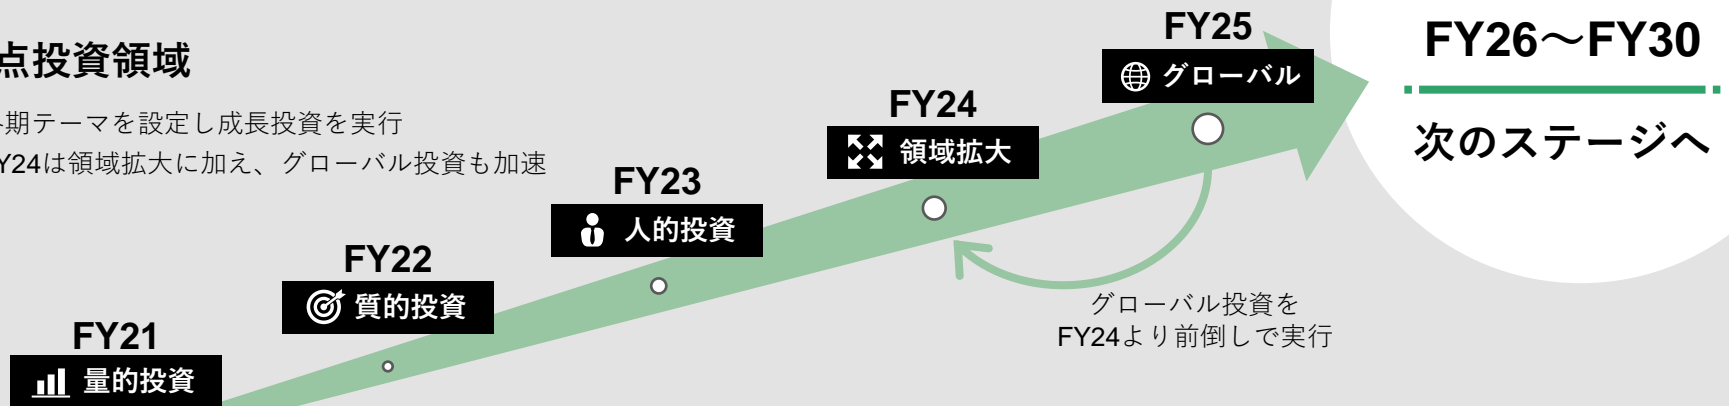 点投資領域
期テーマを設定し成長投資を実行
Y24は領域拡大に加え、グローバル投資も加速
FY21
量的投資
FY22
質的投資
FY23
人的投資
FY24
領域拡大
FY25
グローバル
グローバル投資を
FY24より前倒しで実行
FY26～FY30
次のステージへ